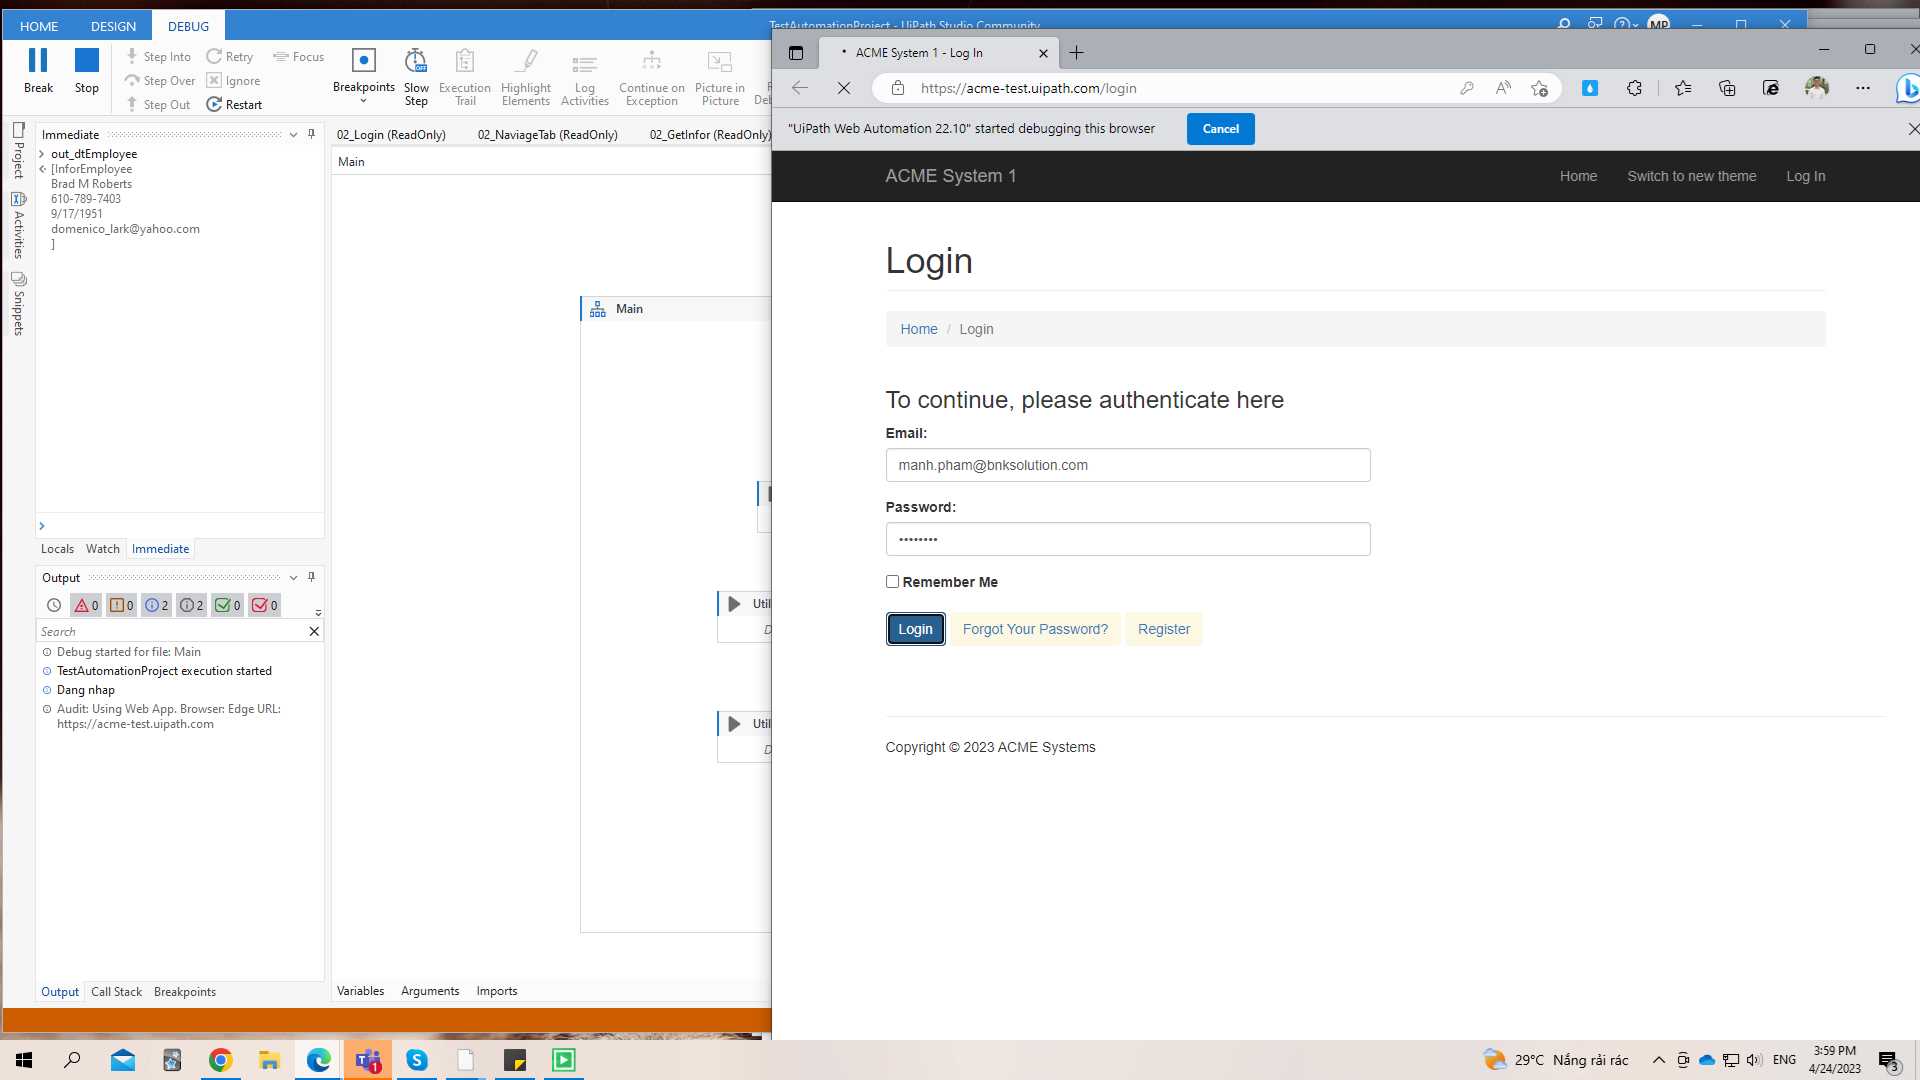 HOME DESIGN DEBUG
TestAutomationProject - UiPath Studio Community
MP
Break
Stop
Step Into
Step Over
Step Out
Retry
Ignore
Restart
Focus
Breakpoints
Slow Step
OFF
Execution Trail
Highlight Elements
Log Activities
Continue on Exception
Picture in Picture
Project
Activities
Snippets
Immediate
out_dtEmployee
[InforEmployee
Brad M Roberts
610-789-7403
9/17/1951
domenico_lark@yahoo.com
]
Locals Watch Immediate
Output
0 0 2 2 0 0
Search
Debug started for file: Main
TestAutomationProject execution started
Dang nhap
Audit: Using Web App. Browser: Edge URL:
https://acme-test.uipath.com
Output Call Stack Breakpoints
02_Login (ReadOnly) 02_NaviageTab (ReadOnly) 02_GetInfor (ReadOnly)
Main
Main
Util
D
Util
D
Variables Arguments Imports
ACME System 1 - Log In
https://acme-test.uipath.com/login
"UiPath Web Automation 22.10" started debugging this browser
Cancel
ACME System 1
Home Switch to new theme Log In
Login
Home / Login
To continue, please authenticate here
Email:
manh.pham@bnksolution.com
Password:
••••••••
Remember Me
Login Forgot Your Password? Register
Copyright © 2023 ACME Systems
1
29°C Nắng rải rác
ENG
3:59 PM
4/24/2023
3